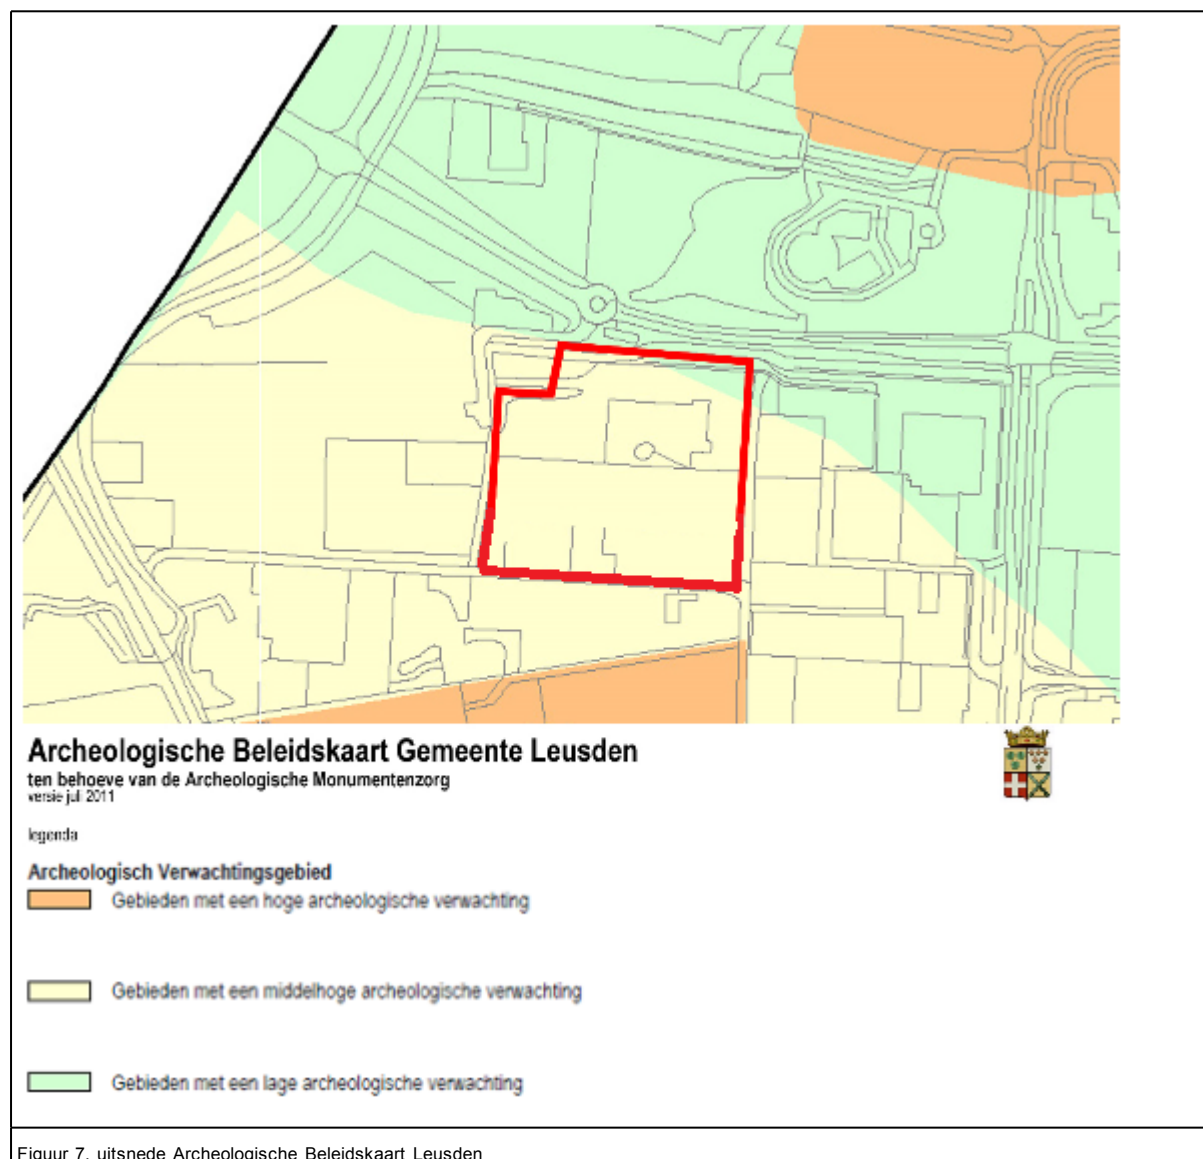 Archeologische Beleidskaart Gemeente Leusden
ten behoeve van de Archeologische Monumentenzorg
versie juli 2011
legenda
Archeologisch Verwachtingsgebied
Gebieden met een hoge archeologische verwachting
Gebieden met een middelhoge archeologische verwachting
Gebieden met een lage archeologische verwachting
Figuur 7. uitsnede Archeologische Beleidskaart Leusden